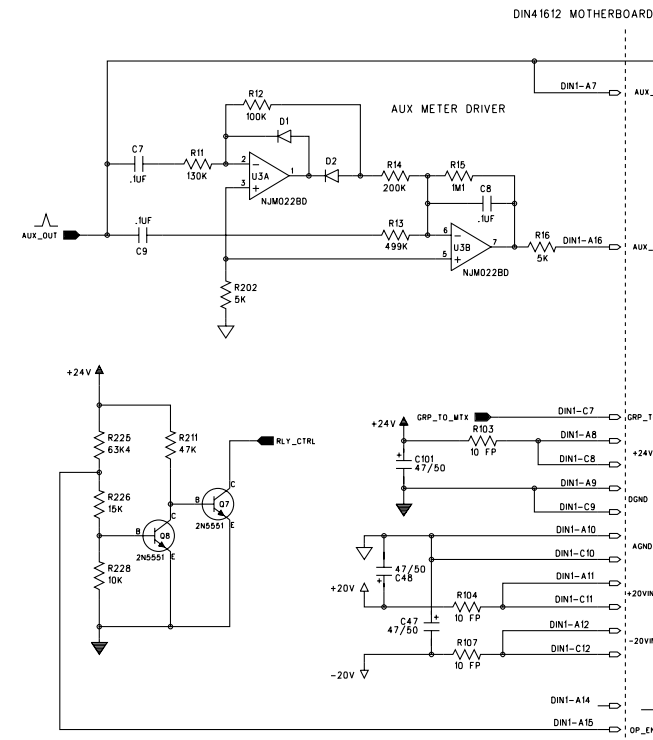 DIN41612 MOTHERBOARD
DIN1-A7
AUX_
R12
100K
AUX METER DRIVER
D1
C7
.1UF
R11
130K
2
3
U3A
1
NJM022BD
D2
R14
200K
R15
1M1
C8
.1UF
AUX_OUT
.1UF
C9
R13
499K
6
5
U3B
7
NJM022BD
R16
5K
DIN1-A16
AUX_
R202
5K
+24V
R225
63K4
R211
47K
RLY_CTRL
R226
15K
B
C
Q7
2N5551
E
B
C
Q8
2N5551
E
R228
10K
GRP_TO_MTX
DIN1-C7
GRP_T
+24V
R103
10 FP
DIN1-A8
+24V
+
C101
47/50
DIN1-C8
DIN1-A9
DGND
DIN1-C9
DIN1-A10
AGND
DIN1-C10
47/50
C48
+
+20V
DIN1-A11
+20VIN
R104
10 FP
DIN1-C11
C47
47/50
+
DIN1-A12
-20VIN
R107
10 FP
DIN1-C12
-20V
DIN1-A14
DIN1-A15
OP_EN